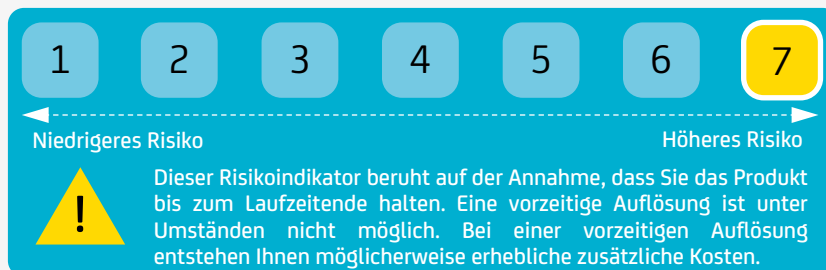 1 2 3 4 5 6 7
Niedrigeres Risiko Höheres Risiko
Dieser Risikoindikator beruht auf der Annahme, dass Sie das Produkt
bis zum Laufzeitende halten. Eine vorzeitige Auflösung ist unter
Umständen nicht möglich. Bei einer vorzeitigen Auflösung
entstehen Ihnen möglicherweise erhebliche zusätzliche Kosten.
!